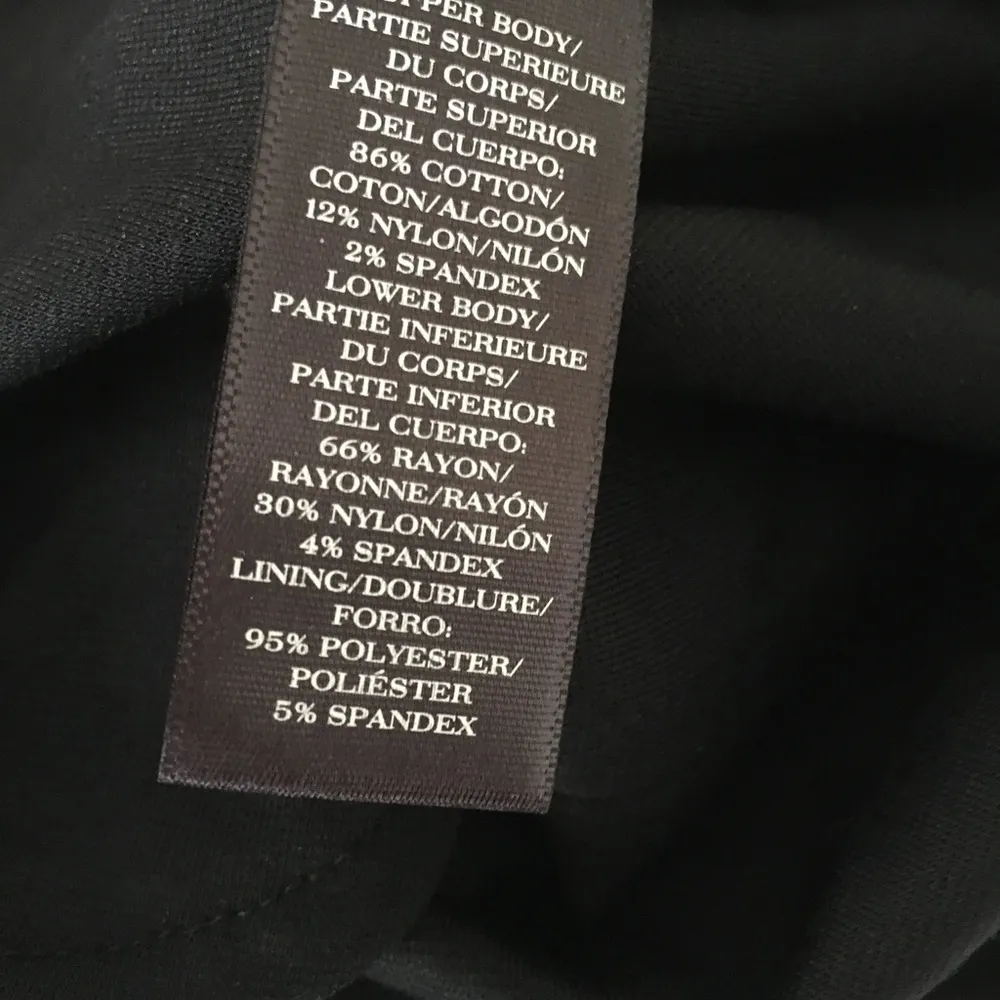 UPPER BODY/
PARTIE SUPERIEURE
DU CORPS/
PARTE SUPERIOR
DEL CUERPO:
86% COTTON/
COTON/ALGODÓN
12% NYLON/NILÓN
2% SPANDEX
LOWER BODY/
PARTIE INFERIEURE
DU CORPS/
PARTE INFERIOR
DEL CUERPO:
66% RAYON/
RAYONNE/RAYÓN
30% NYLON/NILÓN
4% SPANDEX
LINING/DOUBLURE/
FORRO:
95% POLYESTER/
POLIÉSTER
5% SPANDEX